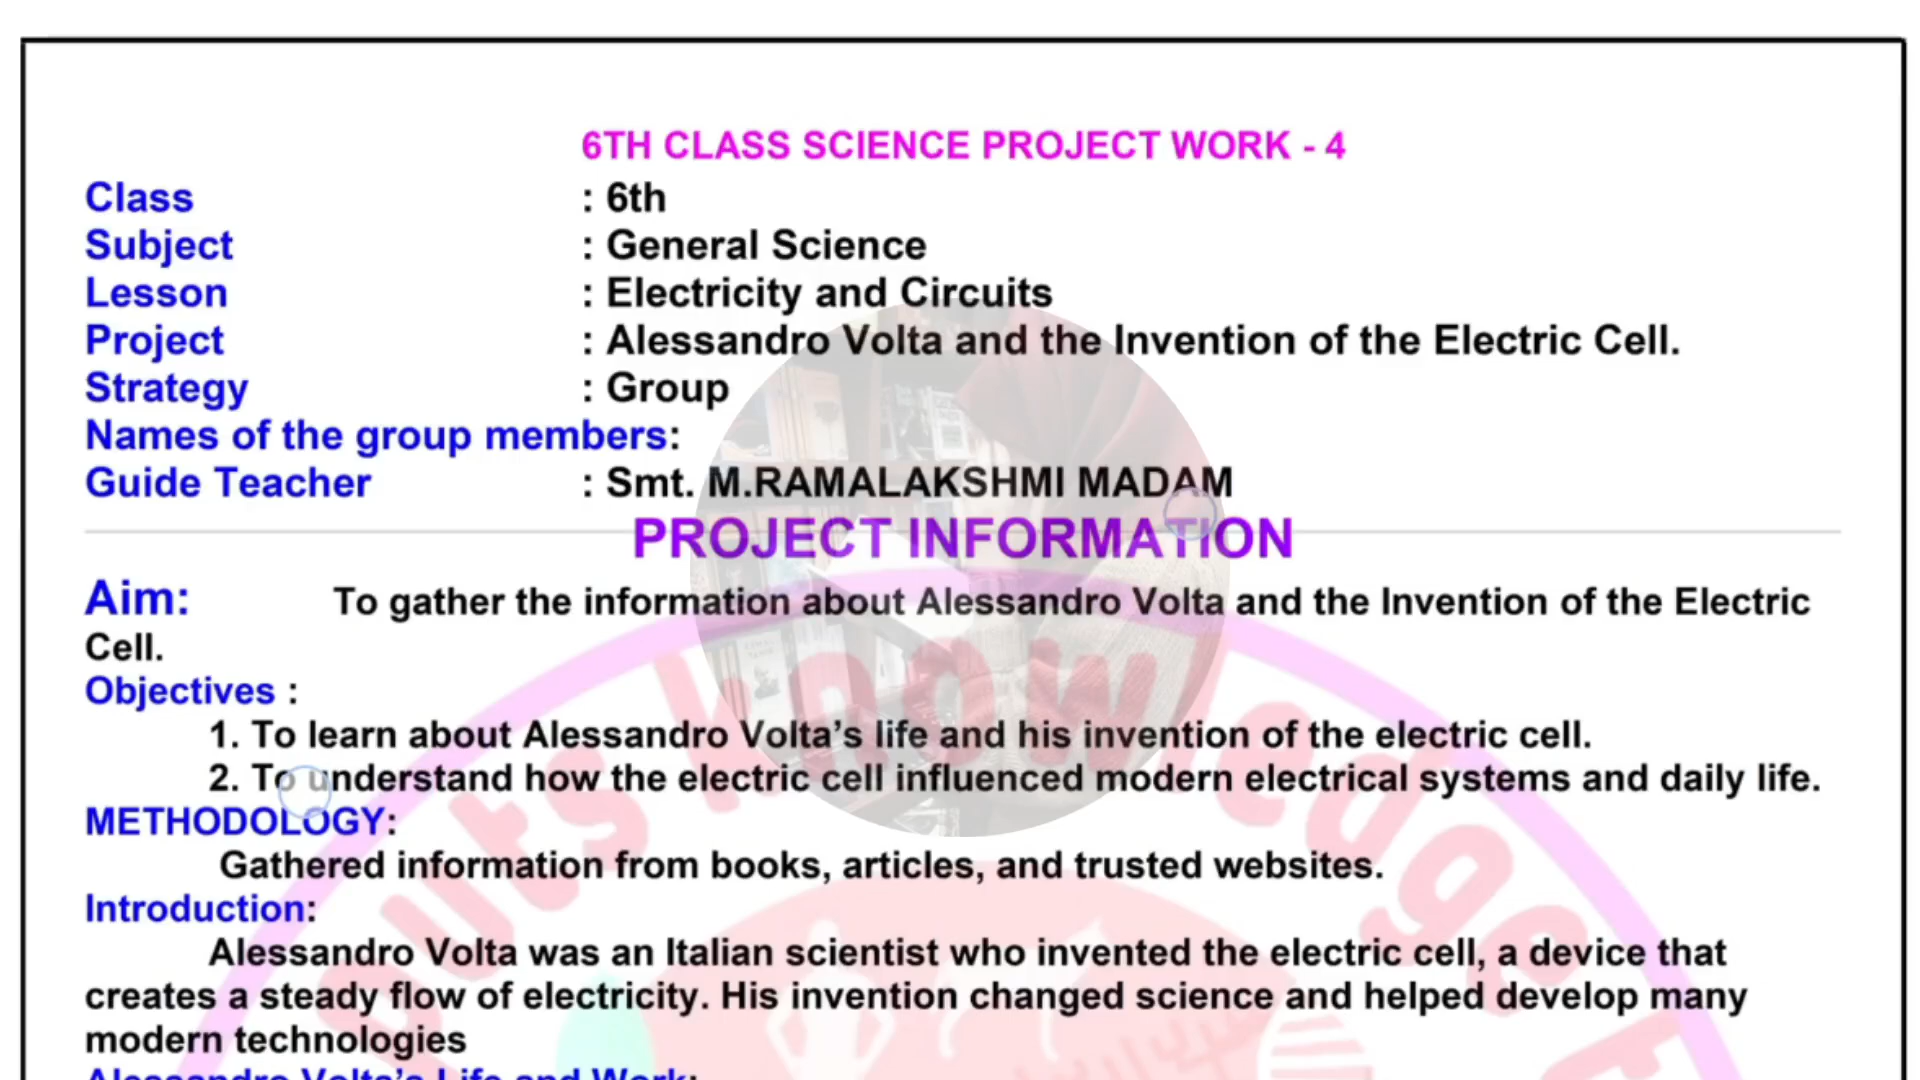 6TH CLASS SCIENCE PROJECT WORK - 4
Class : 6th
Subject : General Science
Lesson : Electricity and Circuits
Project : Alessandro Volta and the Invention of the Electric Cell.
Strategy : Group
Names of the group members:
Guide Teacher : Smt. M.RAMALAKSHMI MADAM
PROJECT INFORMATION
Aim: To gather the information about Alessandro Volta and the Invention of the Electric
Cell.
Objectives :
1. To learn about Alessandro Volta’s life and his invention of the electric cell.
2. To understand how the electric cell influenced modern electrical systems and daily life.
METHODOLOGY:
Gathered information from books, articles, and trusted websites.
Introduction:
Alessandro Volta was an Italian scientist who invented the electric cell, a device that
creates a steady flow of electricity. His invention changed science and helped develop many
modern technologies
Alessandro Volta’s Life and Work: